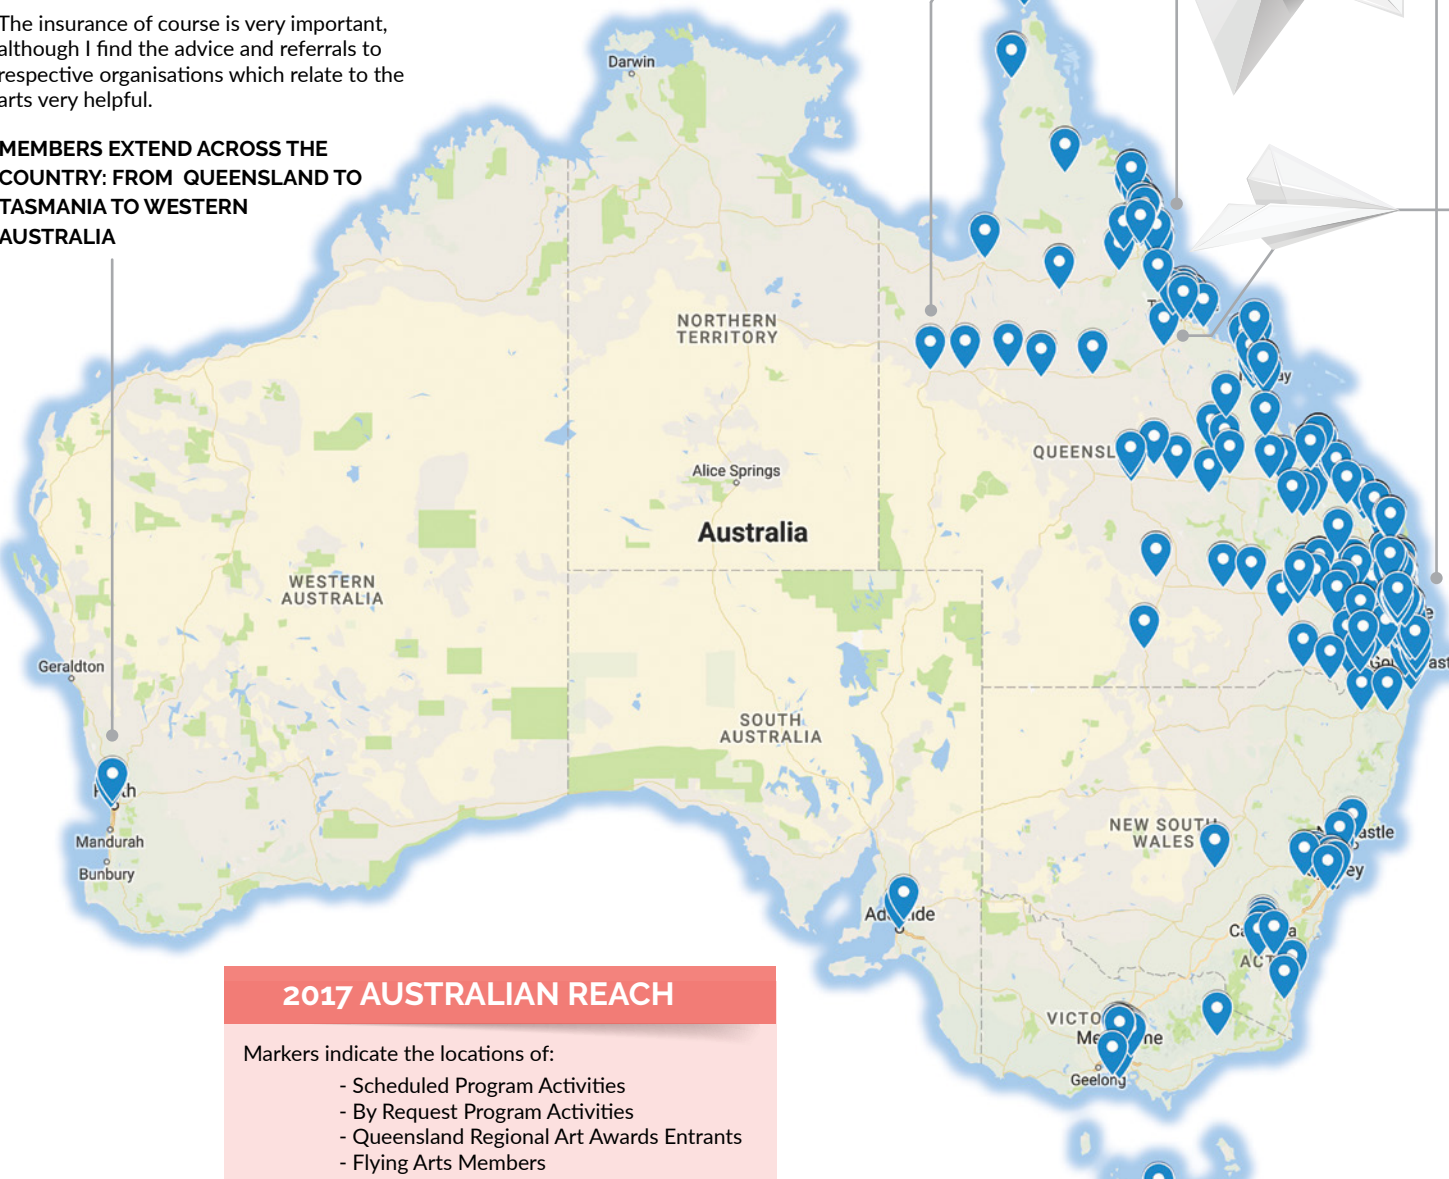 The insurance of course is very important,
although I find the advice and referrals to
respective organisations which relate to the
arts very helpful.
MEMBERS EXTEND ACROSS THE
COUNTRY: FROM QUEENSLAND TO
TASMANIA TO WESTERN
AUSTRALIA
Darwin
NORTHERN
TERRITORY
Alice Springs
Australia
WESTERN
AUSTRALIA
Geraldton
Mandurah
Bunbury
SOUTH
AUSTRALIA
QUEENSL
NEW SOUTH
WALES
ACT
VICTO
Geelong
2017 AUSTRALIAN REACH
Markers indicate the locations of:
- Scheduled Program Activities
- By Request Program Activities
- Queensland Regional Art Awards Entrants
- Flying Arts Members